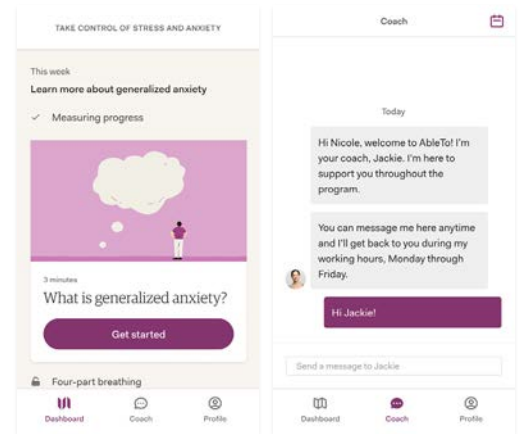 TAKE CONTROL OF STRESS AND ANXIETY
This week
Learn more about generalized anxiety
Measuring progress
3 minutes
What is generalized anxiety?
Get started
Four-part breathing
Dashboard
Coach
Profile
Coach
Today
Hi Nicole, welcome to AbleTo! I'm
your coach, Jackie. I'm here to
support you throughout the
program.
You can message me here anytime
and I'll get back to you during my
working hours, Monday through
Friday.
Hi Jackie!
Send a message to Jackie
Dashboard
Coach
Profile